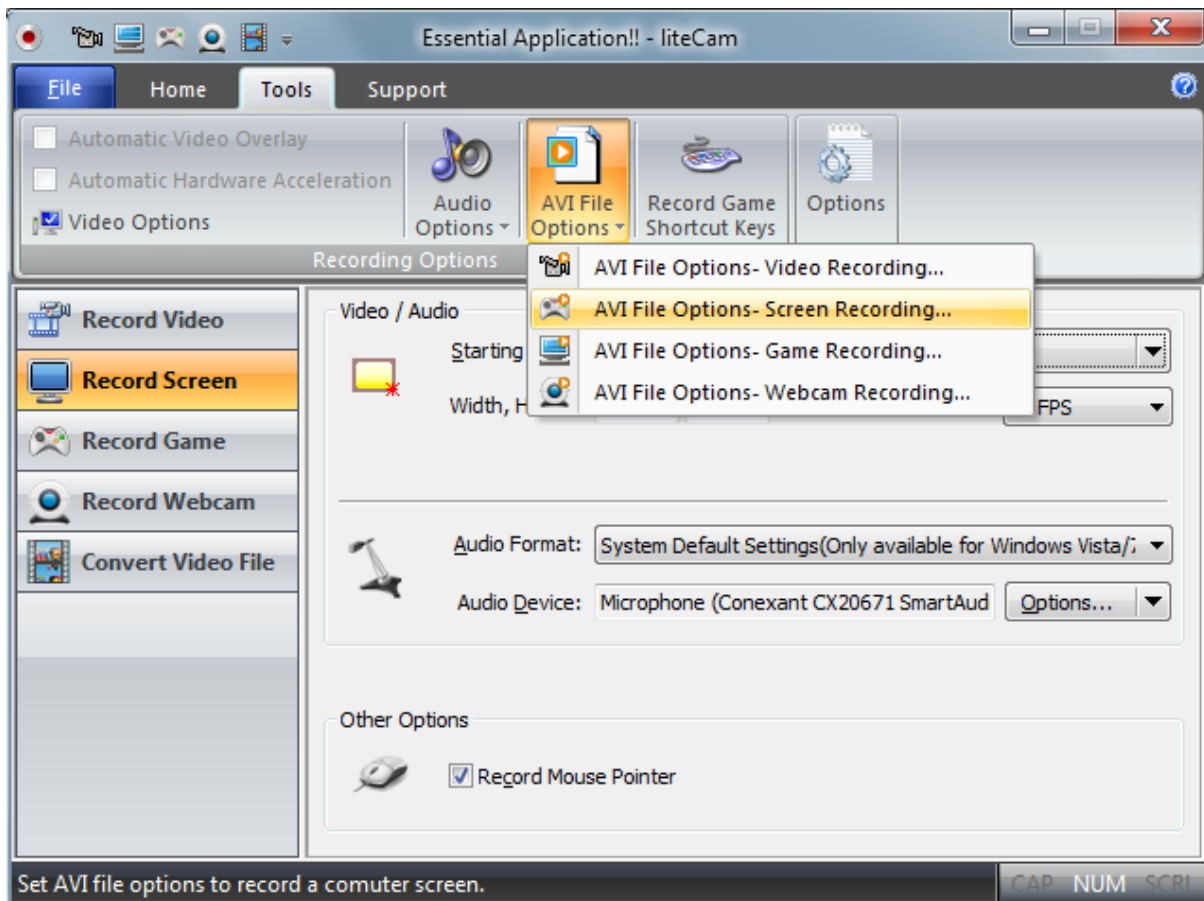 Essential Application!! - liteCam
File Home Tools Support
Automatic Video Overlay
Automatic Hardware Acceleration
Video Options
Audio
Options
AVI File
Options
Record Game
Shortcut Keys
Options
Recording Options
AVI File Options- Video Recording...
AVI File Options- Screen Recording...
AVI File Options- Game Recording...
AVI File Options- Webcam Recording...
Record Video
Record Screen
Record Game
Record Webcam
Convert Video File
Video / Audio
Starting
Width, H
FPS
Audio Format: System Default Settings(Only available for Windows Vista/7
Audio Device: Microphone (Conexant CX20671 SmartAud Options...
Other Options
Record Mouse Pointer
Set AVI file options to record a comuter screen.
CAP NUM SCRL